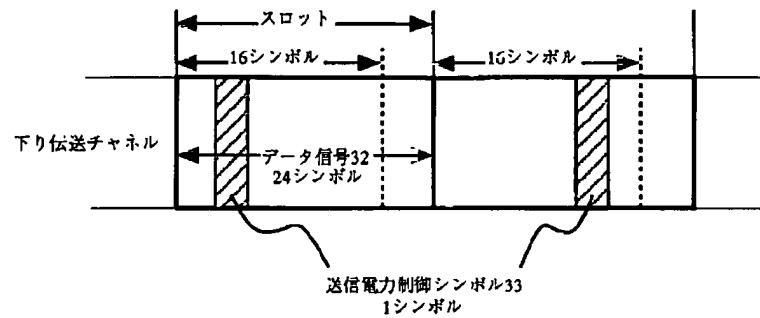 スロット
16シンボル
16シンボル
下り伝送チャネル
データ信号32
24シンボル
送信電力制御シンボル33
1シンボル